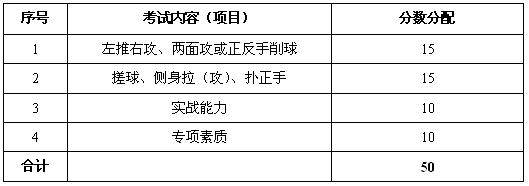 序号 考试内容（项目） 分数分配
1 左推右攻、两面攻或正反手削球 15
2 搓球、侧身拉（攻）、扑正手 15
3 实战能力 10
4 专项素质 10
合计 50